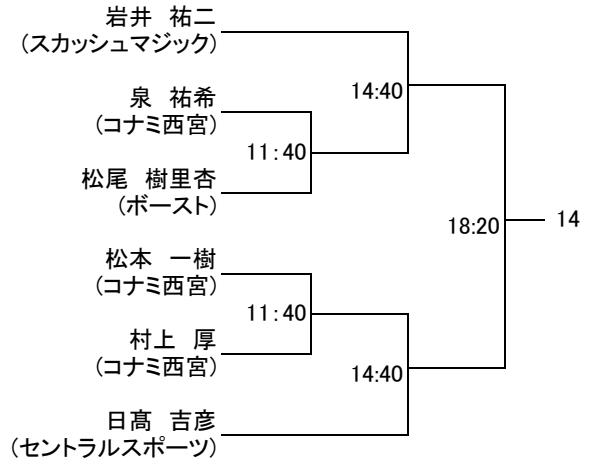 岩井 祐二
(スカッシュマジック)
14:40
泉 祐希
(コナミ西宮)
11:40
松尾 樹里杏
(ボースト)
18:20
14
松本 一樹
(コナミ西宮)
11:40
村上 厚
(コナミ西宮)
14:40
日髙 吉彦
(セントラルスポーツ)